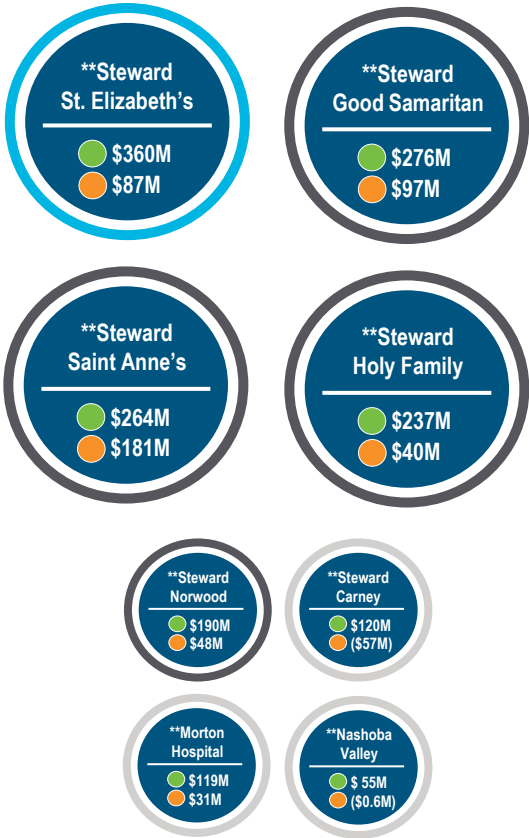 **Steward
St. Elizabeth's
$360M
$87M
**Steward
Good Samaritan
$276M
$97M
**Steward
Saint Anne's
$264M
$181M
**Steward
Holy Family
$237M
$40M
**Steward
Norwood
$190M
$48M
**Steward
Carney
$120M
($57M)
**Morton
Hospital
$119M
$31M
**Nashoba
Valley
$ 55M
($0.6M)